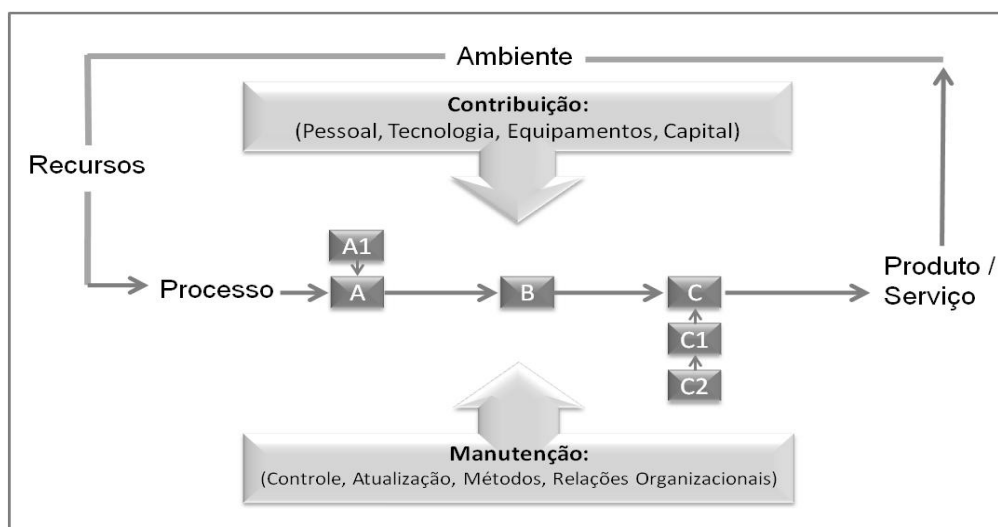 Ambiente
Contribuição:
(Pessoal, Tecnologia, Equipamentos, Capital)
Recursos
A1
Processo
A
B
C
Produto /
Serviço
C1
C2
Manutenção:
(Controle, Atualização, Métodos, Relações Organizacionais)